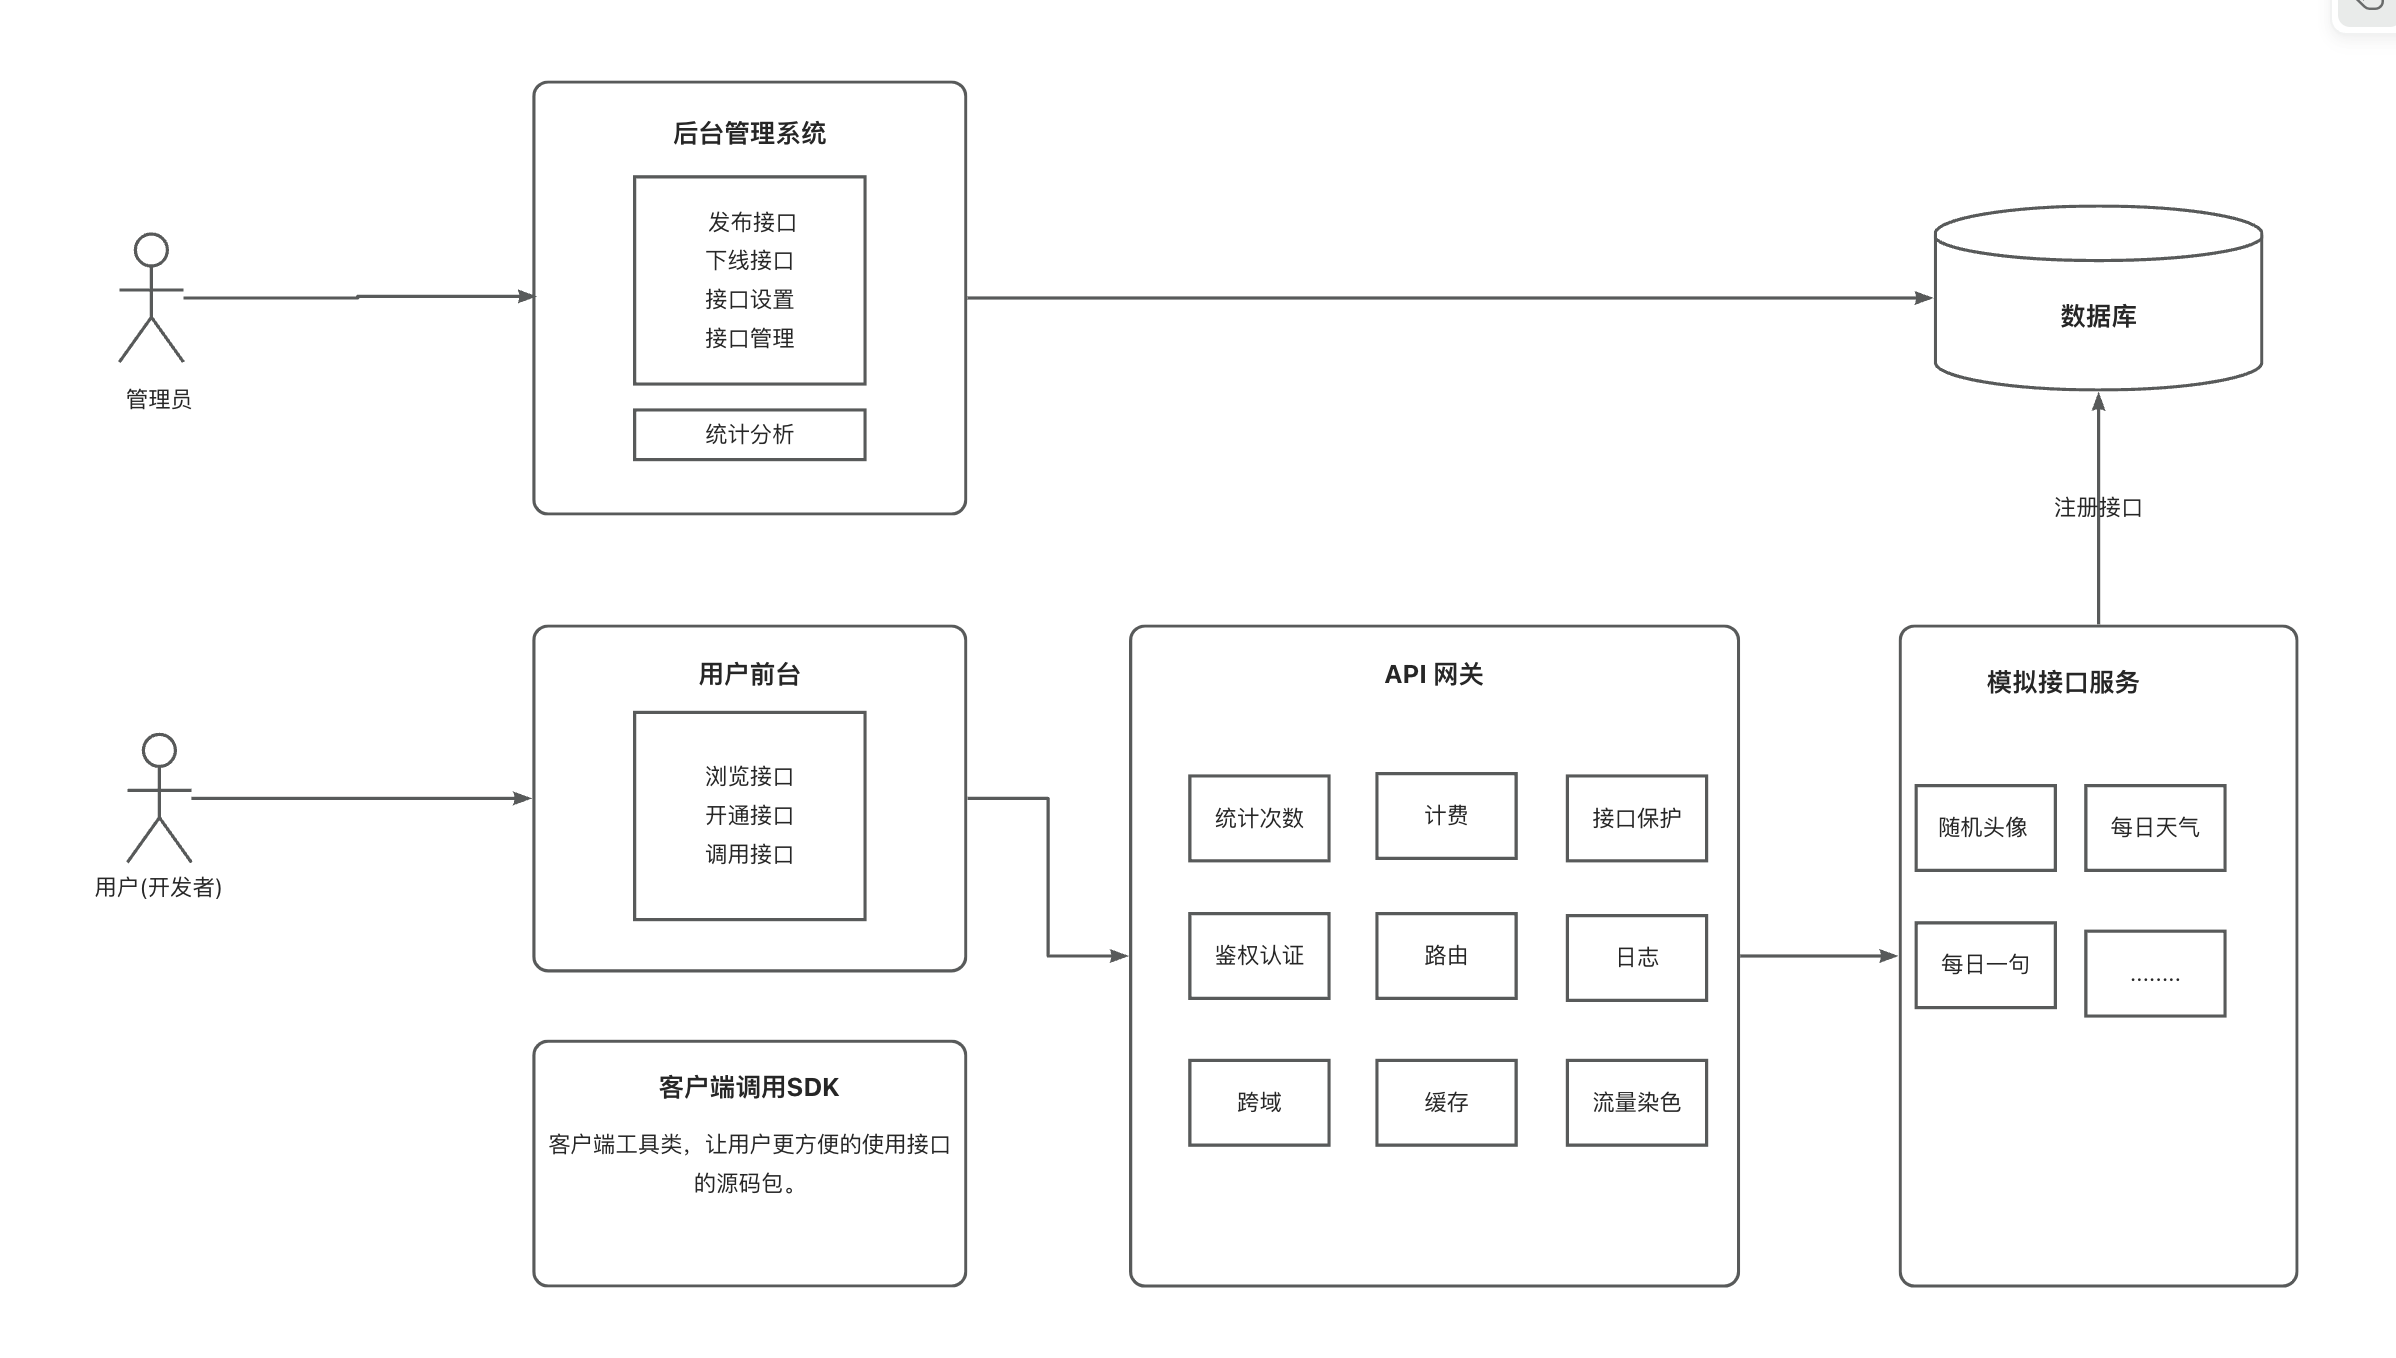 后台管理系统
发布接口
下线接口
接口设置
接口管理
统计分析
管理员
数据库
注册接口
用户前台
浏览接口
开通接口
调用接口
用户(开发者)
客户端调用SDK
客户端工具类，让用户更方便的使用接口
的源码包。
API 网关
统计次数
计费
接口保护
鉴权认证
路由
日志
跨域
缓存
流量染色
模拟接口服务
随机头像
每日天气
每日一句
........